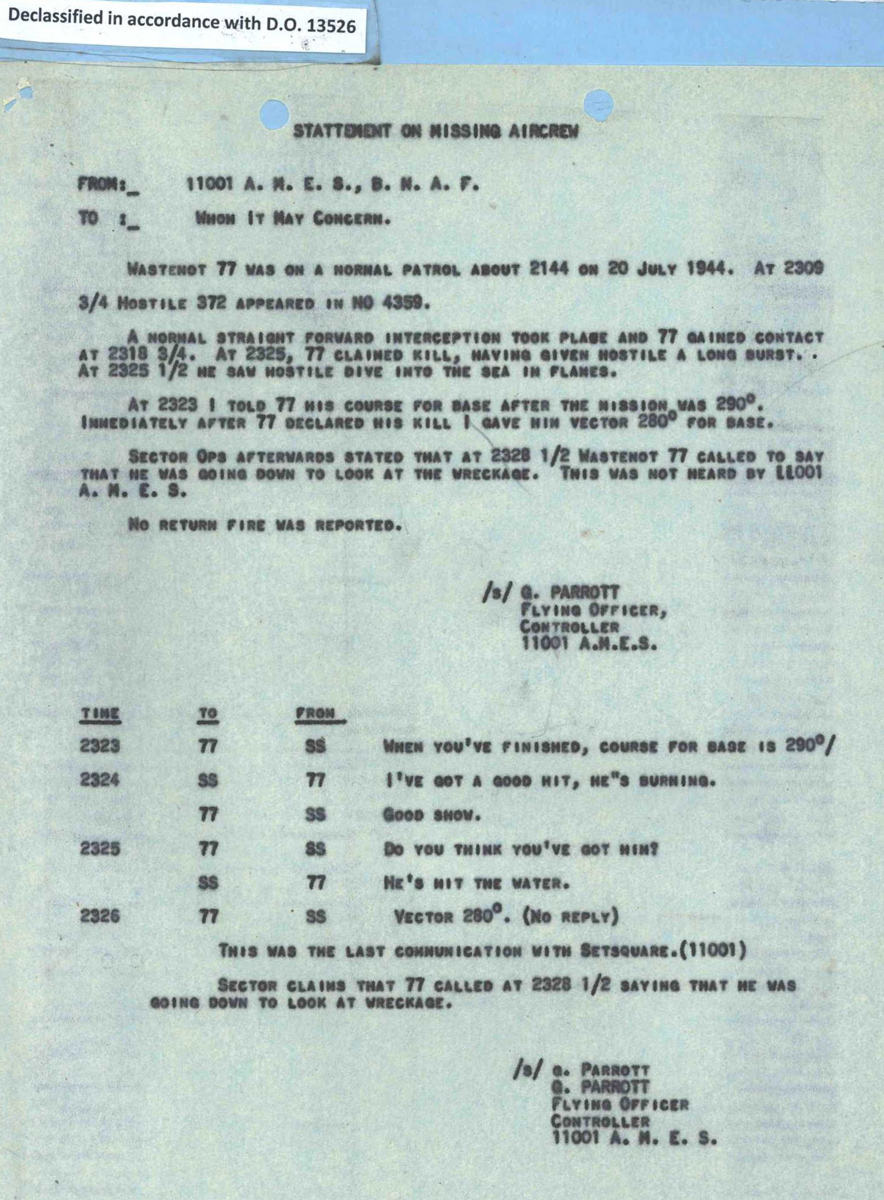 Declassified in accordance with D.O. 13526
STATTEMENT ON MISSING AIRCREW
FROM:_ 11001 A. M. E. S., B. N. A. F.
TO :_ WHOM IT MAY CONCERN.
WASTENOT 77 WAS ON A NORMAL PATROL ABOUT 2144 ON 20 JULY 1944. AT 2309
3/4 HOSTILE 372 APPEARED IN NO 4359.
A NORMAL STRAIGHT FORWARD INTERCEPTION TOOK PLACE AND 77 GAINED CONTACT
AT 2318 3/4. AT 2325, 77 CLAIMED KILL, HAVING GIVEN HOSTILE A LONG BURST. .
AT 2325 1/2 HE SAW HOSTILE DIVE INTO THE SEA IN FLAMES.
AT 2323 I TOLD 77 HIS COURSE FOR BASE AFTER THE MISSION WAS 290°.
IMMEDIATELY AFTER 77 DECLARED HIS KILL I GAVE HIM VECTOR 280° FOR BASE.
SECTOR OPS AFTERWARDS STATED THAT AT 2328 1/2 WASTENOT 77 CALLED TO SAY
THAT HE WAS GOING DOWN TO LOOK AT THE WRECKAGE. THIS WAS NOT HEARD BY 11001
A. M. E. S.
NO RETURN FIRE WAS REPORTED.
/s/ G. PARROTT
FLYING OFFICER,
CONTROLLER
11001 A.M.E.S.
TIME TO FROM
2323 77 SS WHEN YOU'VE FINISHED, COURSE FOR BASE IS 290°/
2324 SS 77 I'VE GOT A GOOD HIT, HE"S BURNING.
77 SS GOOD SHOW.
2325 77 SS DO YOU THINK YOU'VE GOT HIM?
SS 77 HE'S HIT THE WATER.
2326 77 SS VECTOR 280°. (NO REPLY)
THIS WAS THE LAST COMMUNICATION WITH SETSQUARE.(11001)
SECTOR CLAIMS THAT 77 CALLED AT 2328 1/2 SAYING THAT HE WAS
GOING DOWN TO LOOK AT WRECKAGE.
/s/ G. PARROTT
G. PARROTT
FLYING OFFICER
CONTROLLER
11001 A. M. E. S.